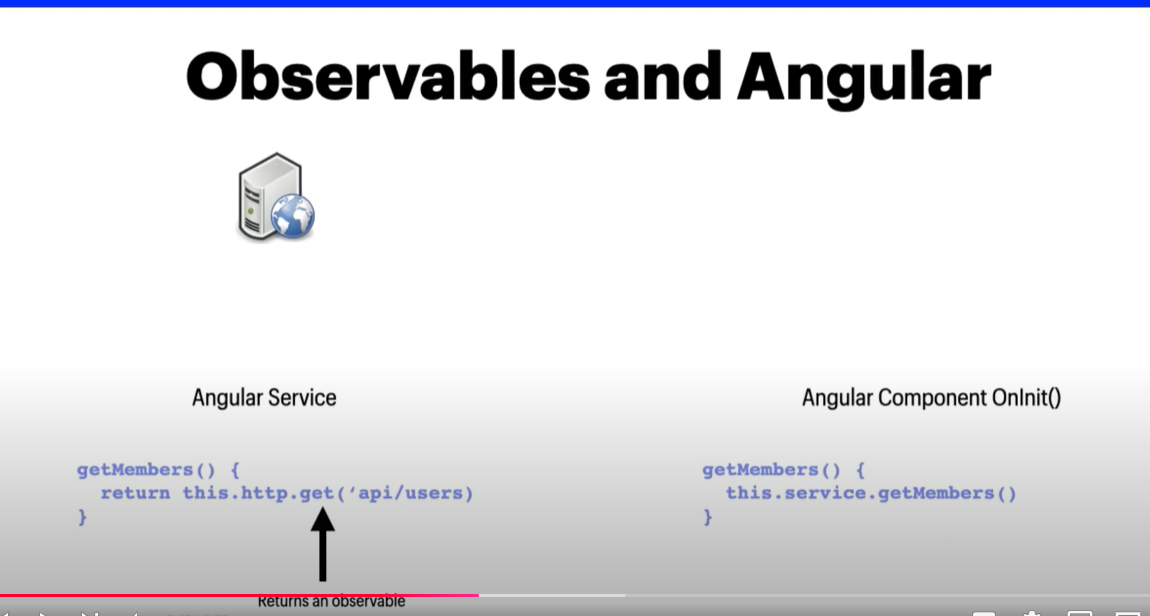 Observables and Angular
Angular Service
Angular Component OnInit()
getMembers() {
return this.http.get(‘api/users)
}
getMembers() {
this.service.getMembers()
}
Returns an observable